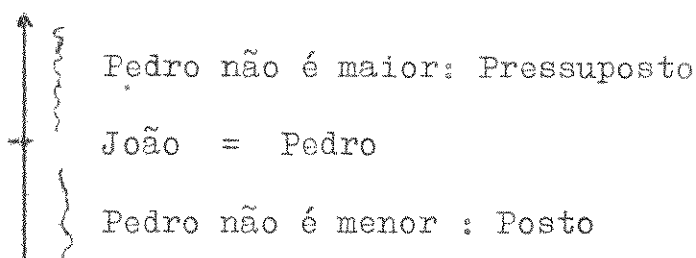 Pedro não é maior: Pressuposto
João = Pedro
Pedro não é menor : Posto